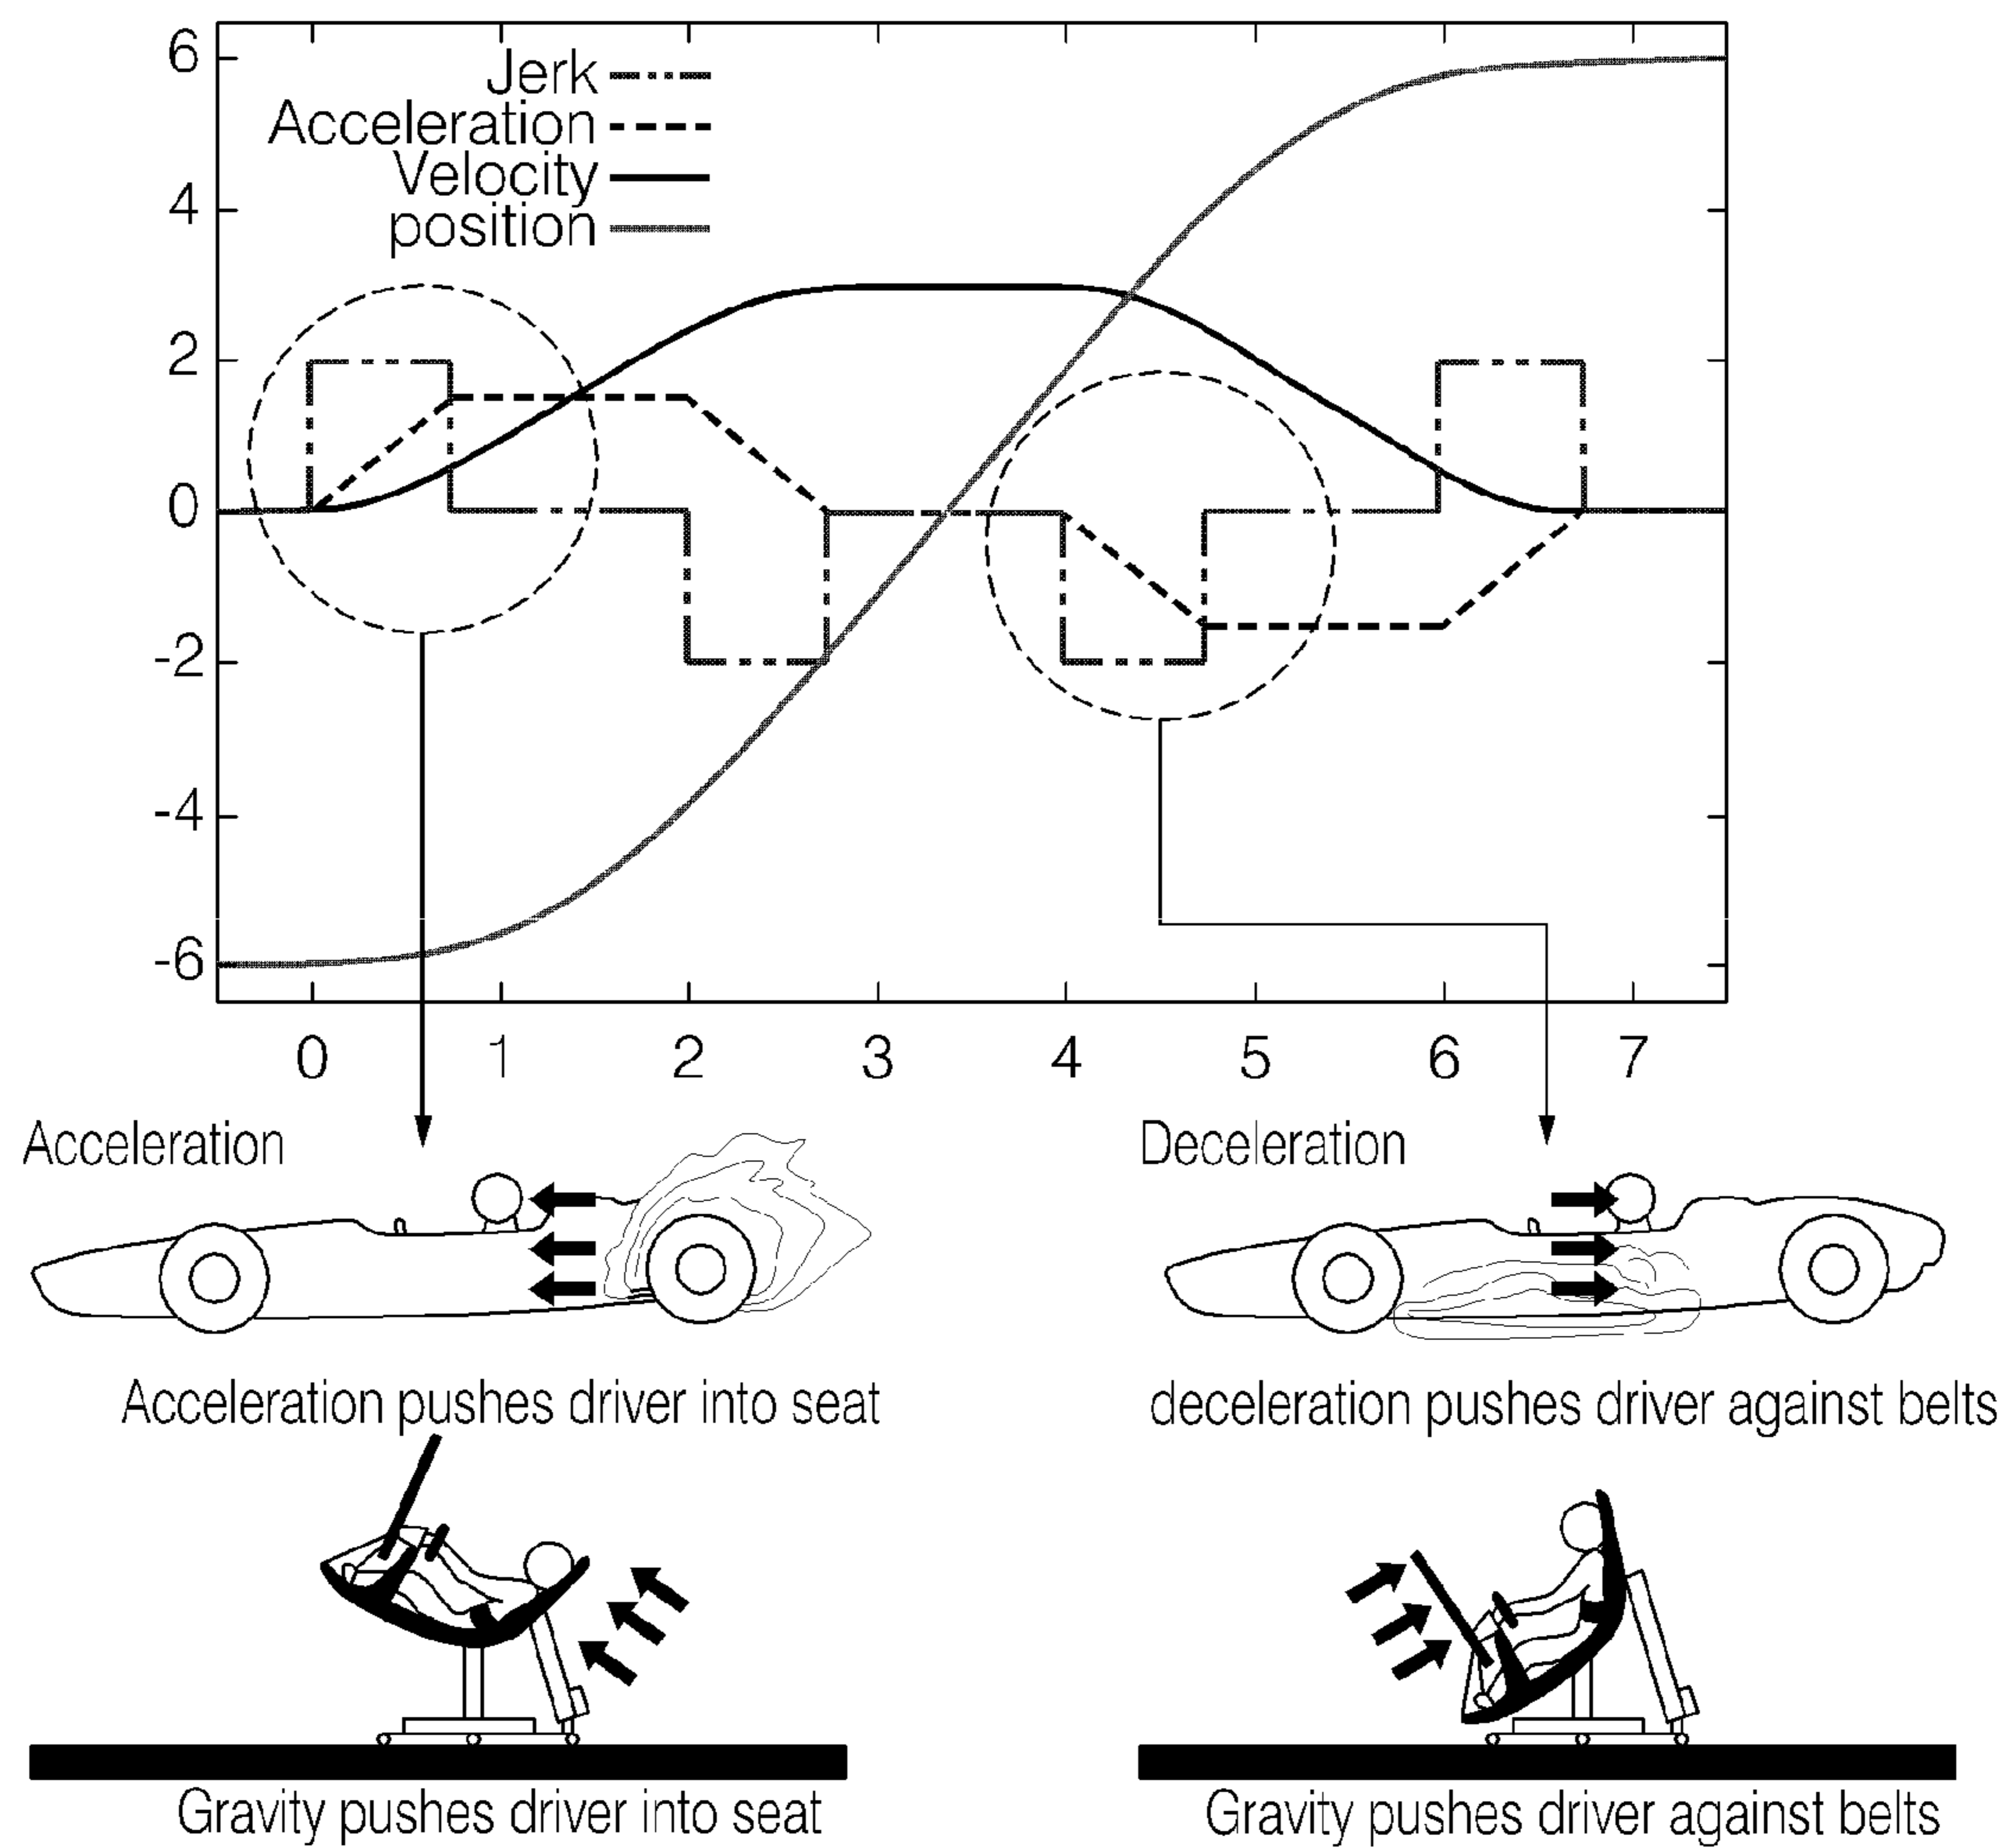 6
4
2
0
-2
-4
-6
Jerk
Acceleration
Velocity
position
0 1 2 3 4 5 6 7
Acceleration
Deceleration
Acceleration pushes driver into seat
deceleration pushes driver against belts
Gravity pushes driver into seat
Gravity pushes driver against belts